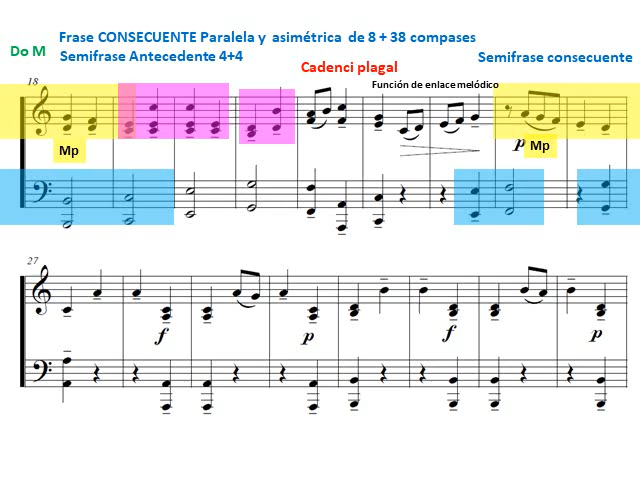 Frase CONSECUENTE Paralela y asimétrica de 8 + 38 compases
Do M
Semifrase Antecedente 4+4
Semifrase consecuente
Cadenci plagal
Función de enlace melódico
18
Mp
p
Mp
27
f
p
f
p